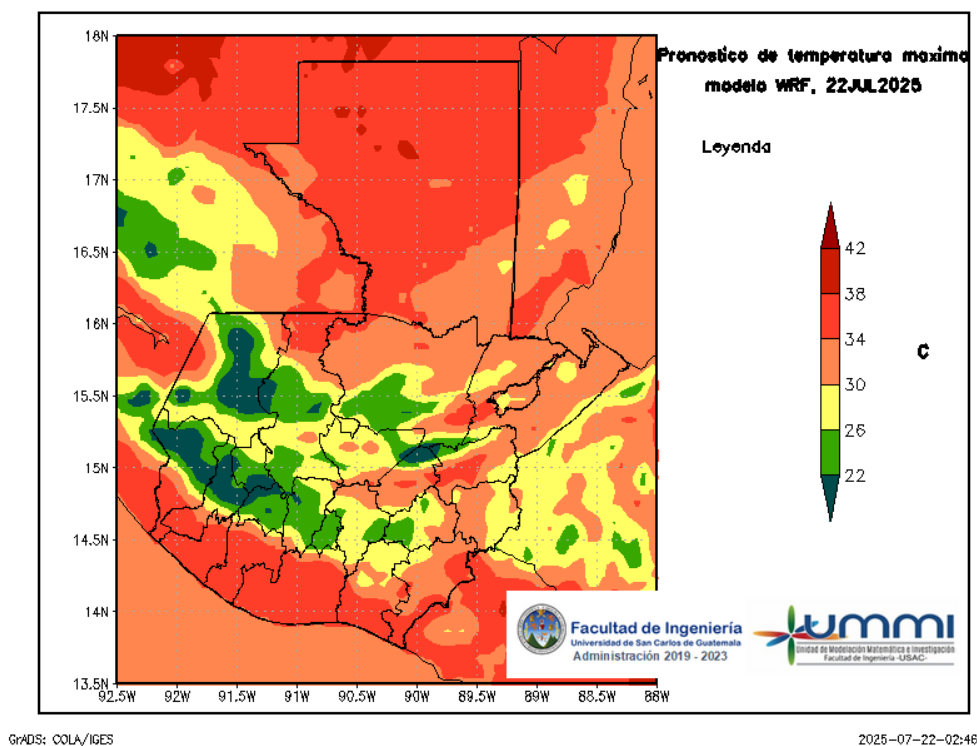 Pronostico de temperatura maxima
modelo WRF, 22JUL2025
Leyenda
42
38
34
30
26
22
C
18N
17.5N
17N
16.5N
16N
15.5N
15N
14.5N
14N
13.5N
92.5W 92W 91.5W 91W 90.5W 90W 89.5W 89W 88.5W 88W
Facultad de Ingeniería
Universidad de San Carlos de Guatemala
Administración 2019 - 2023
ummi
Unidad de Modelación Matemática e Investigación
Facultad de Ingeniería -USAC-
GrADS: COLA/IGES
2025-07-22-02:46